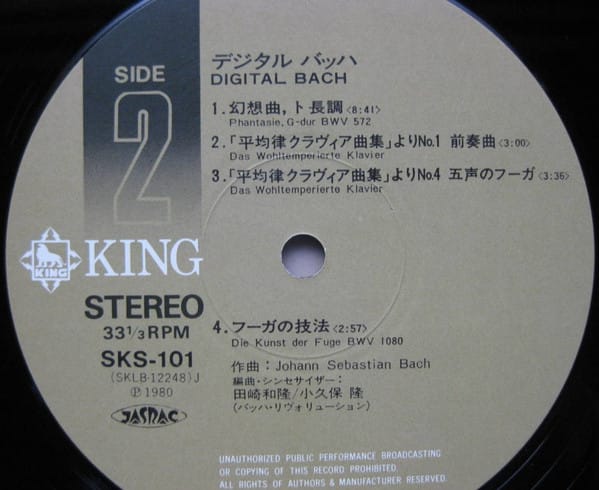 SIDE
2
デジタル バッハ
DIGITAL BACH
1. 幻想曲, ト長調〈8:41〉
Phantasie, G-dur BWV 572
2. 「平均律クラヴィア曲集」よりNo.1 前奏曲〈3:00〉
Das Wohltemperierte Klavier
3. 「平均律クラヴィア曲集」よりNo.4 五声のフーガ〈3:36〉
Das Wohltemperierte Klavier
KING
KING
STEREO
33 1/3 RPM
SKS-101
(SKLB-12248) J
Ⓟ 1980
JASRAC
4. フーガの技法〈2:57〉
Die Kunst der Fuge BWV 1080
作曲：Johann Sebastian Bach
編曲・シンセサイザー：
田崎和隆/小久保 隆
(バッハ・リヴォリューション)
UNAUTHORIZED PUBLIC PERFORMANCE BROADCASTING
OR COPYING OF THIS RECORD PROHIBITED.
ALL RIGHTS OF AUTHORS & MANUFACTURER RESERVED.